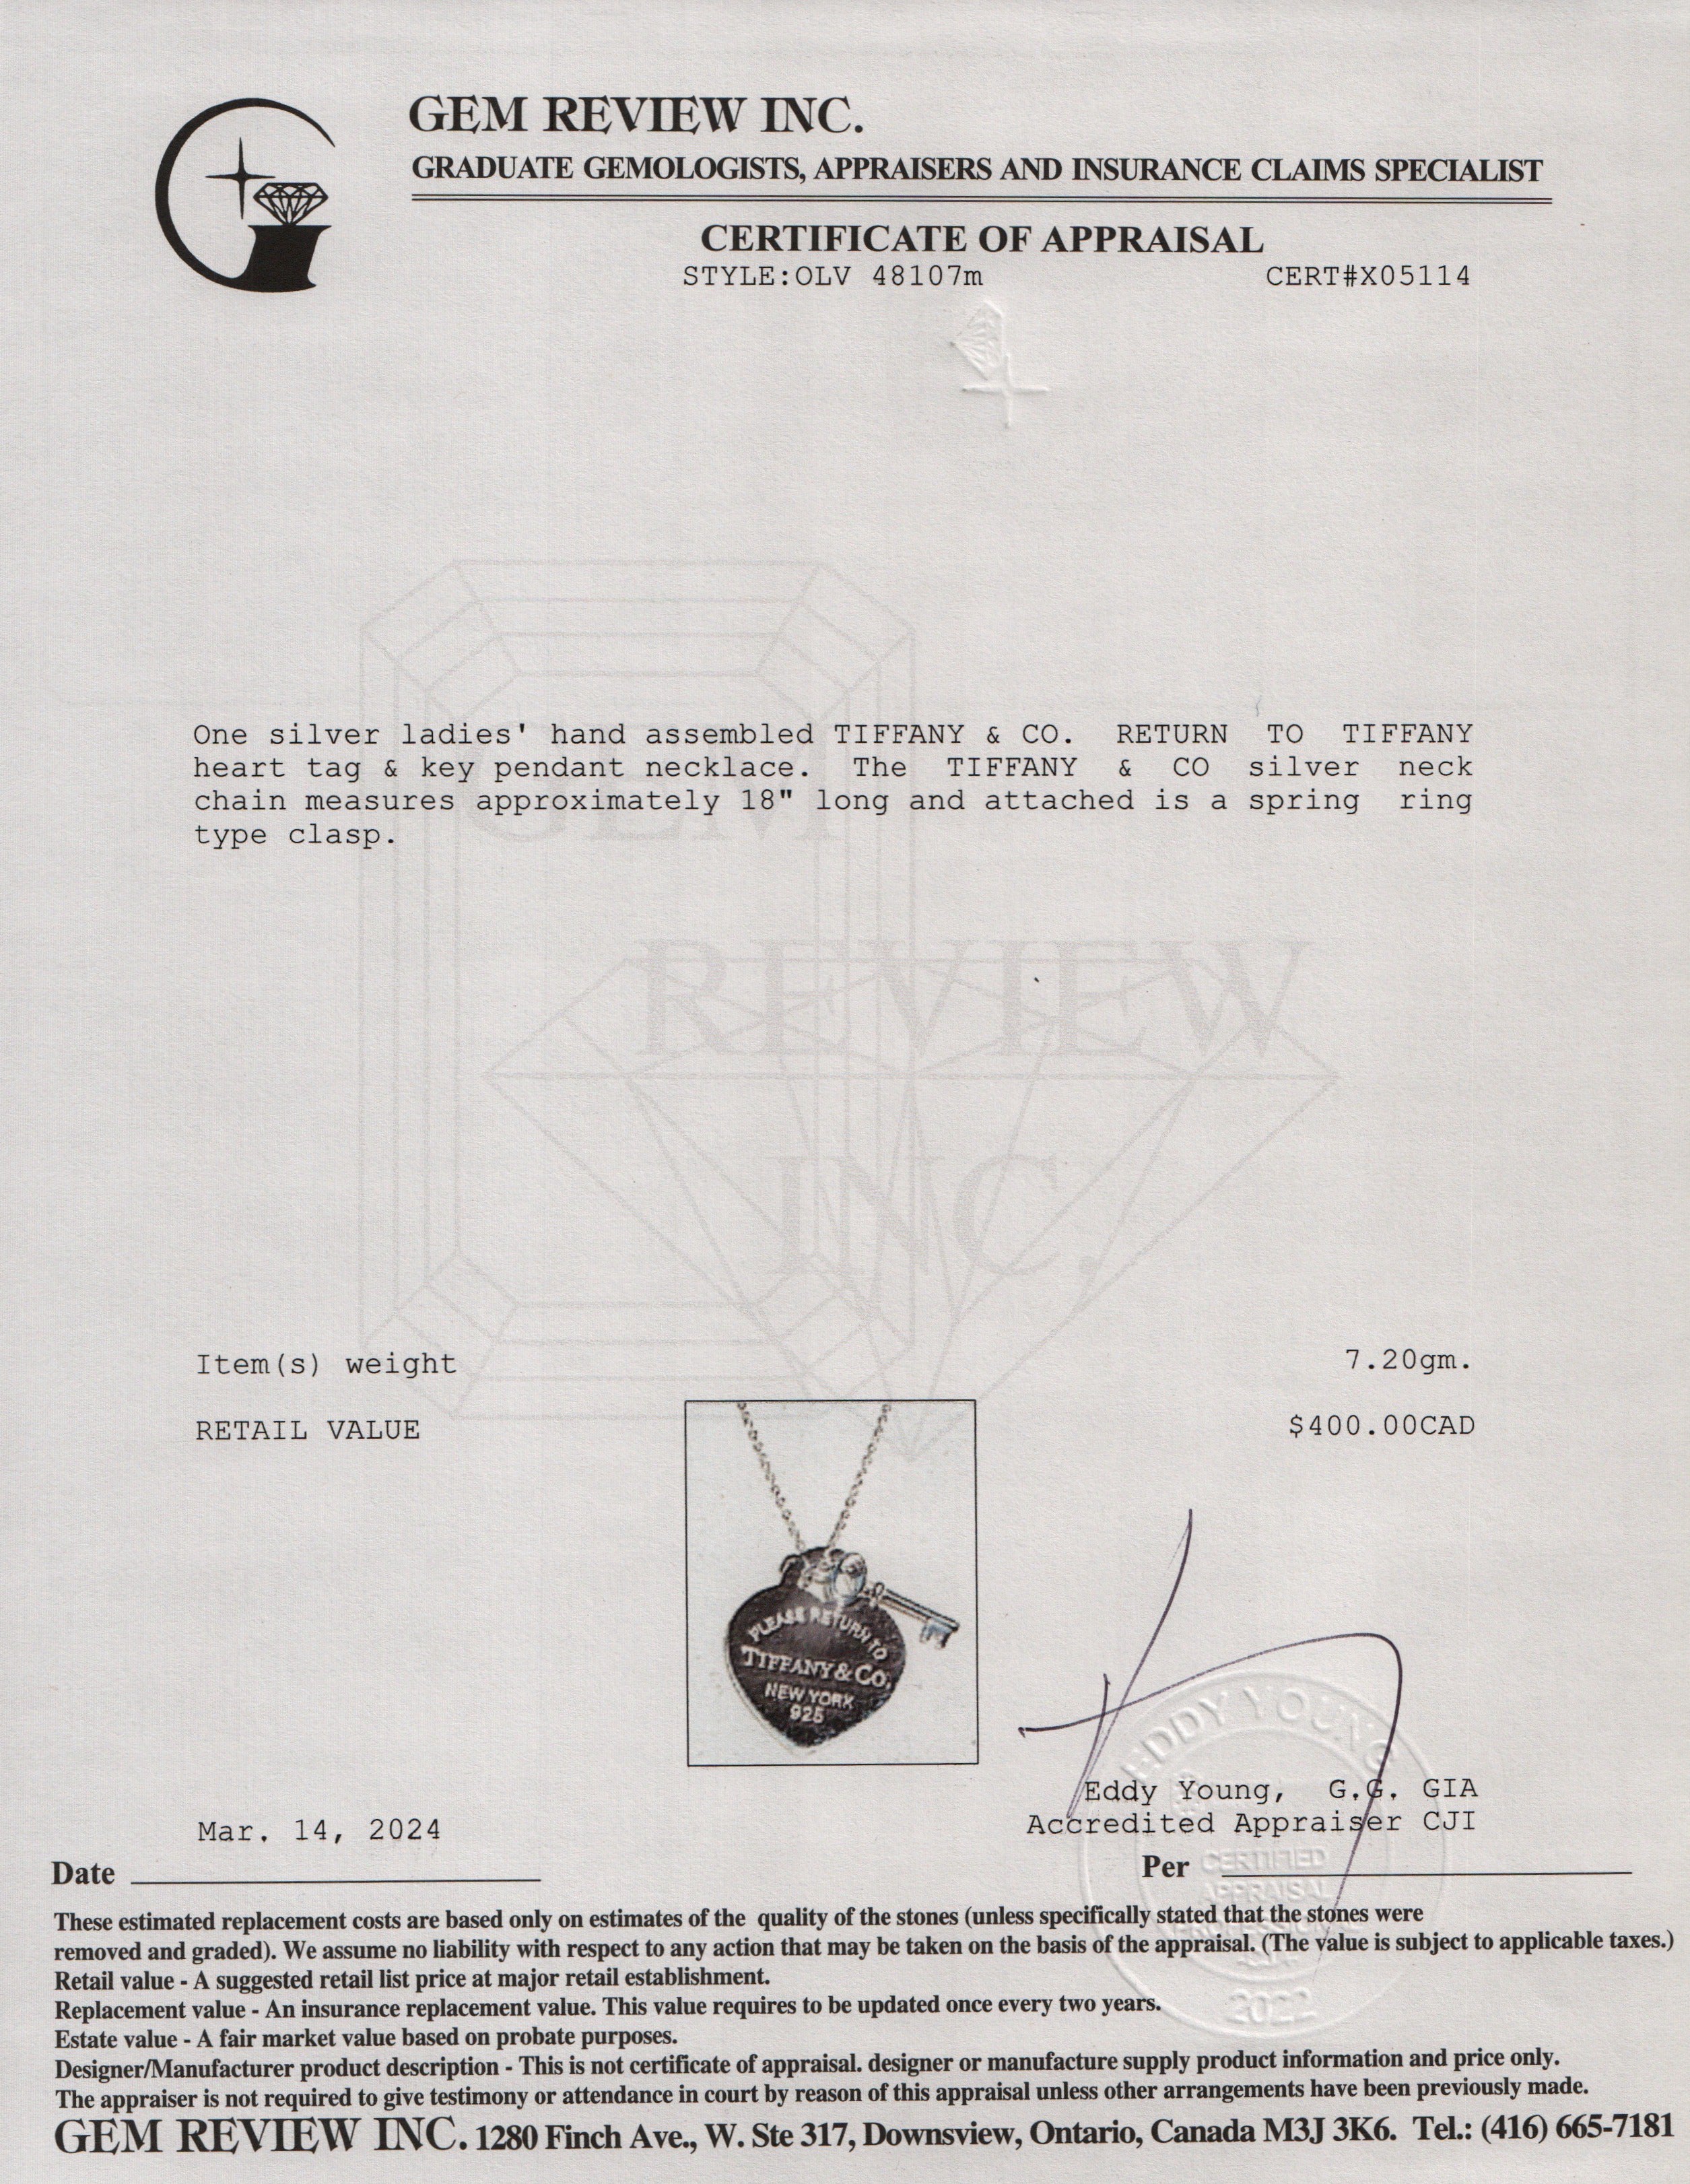 GEM REVIEW INC.
GRADUATE GEMOLOGISTS, APPRAISERS AND INSURANCE CLAIMS SPECIALIST
CERTIFICATE OF APPRAISAL
STYLE:OLV 48107m CERT#X05114
One silver ladies' hand assembled TIFFANY & CO. RETURN TO TIFFANY
heart tag & key pendant necklace. The TIFFANY & CO silver neck
chain measures approximately 18" long and attached is a spring ring
type clasp.
GEM
REVIEW
INC.
Item(s) weight 7.20gm.
RETAIL VALUE $400.00CAD
PLEASE RETURN TO
TIFFANY & CO.
NEW YORK
925
EDDY YOUNG
Eddy Young, G.G. GIA
Accredited Appraiser CJI
Mar. 14, 2024
Date
Per
CERTIFIED
APPRAISAL
2022
These estimated replacement costs are based only on estimates of the quality of the stones (unless specifically stated that the stones were
removed and graded). We assume no liability with respect to any action that may be taken on the basis of the appraisal. (The value is subject to applicable taxes.)
Retail value - A suggested retail list price at major retail establishment.
Replacement value - An insurance replacement value. This value requires to be updated once every two years.
Estate value - A fair market value based on probate purposes.
Designer/Manufacturer product description - This is not certificate of appraisal. designer or manufacture supply product information and price only.
The appraiser is not required to give testimony or attendance in court by reason of this appraisal unless other arrangements have been previously made.
GEM REVIEW INC. 1280 Finch Ave., W. Ste 317, Downsview, Ontario, Canada M3J 3K6. Tel.: (416) 665-7181